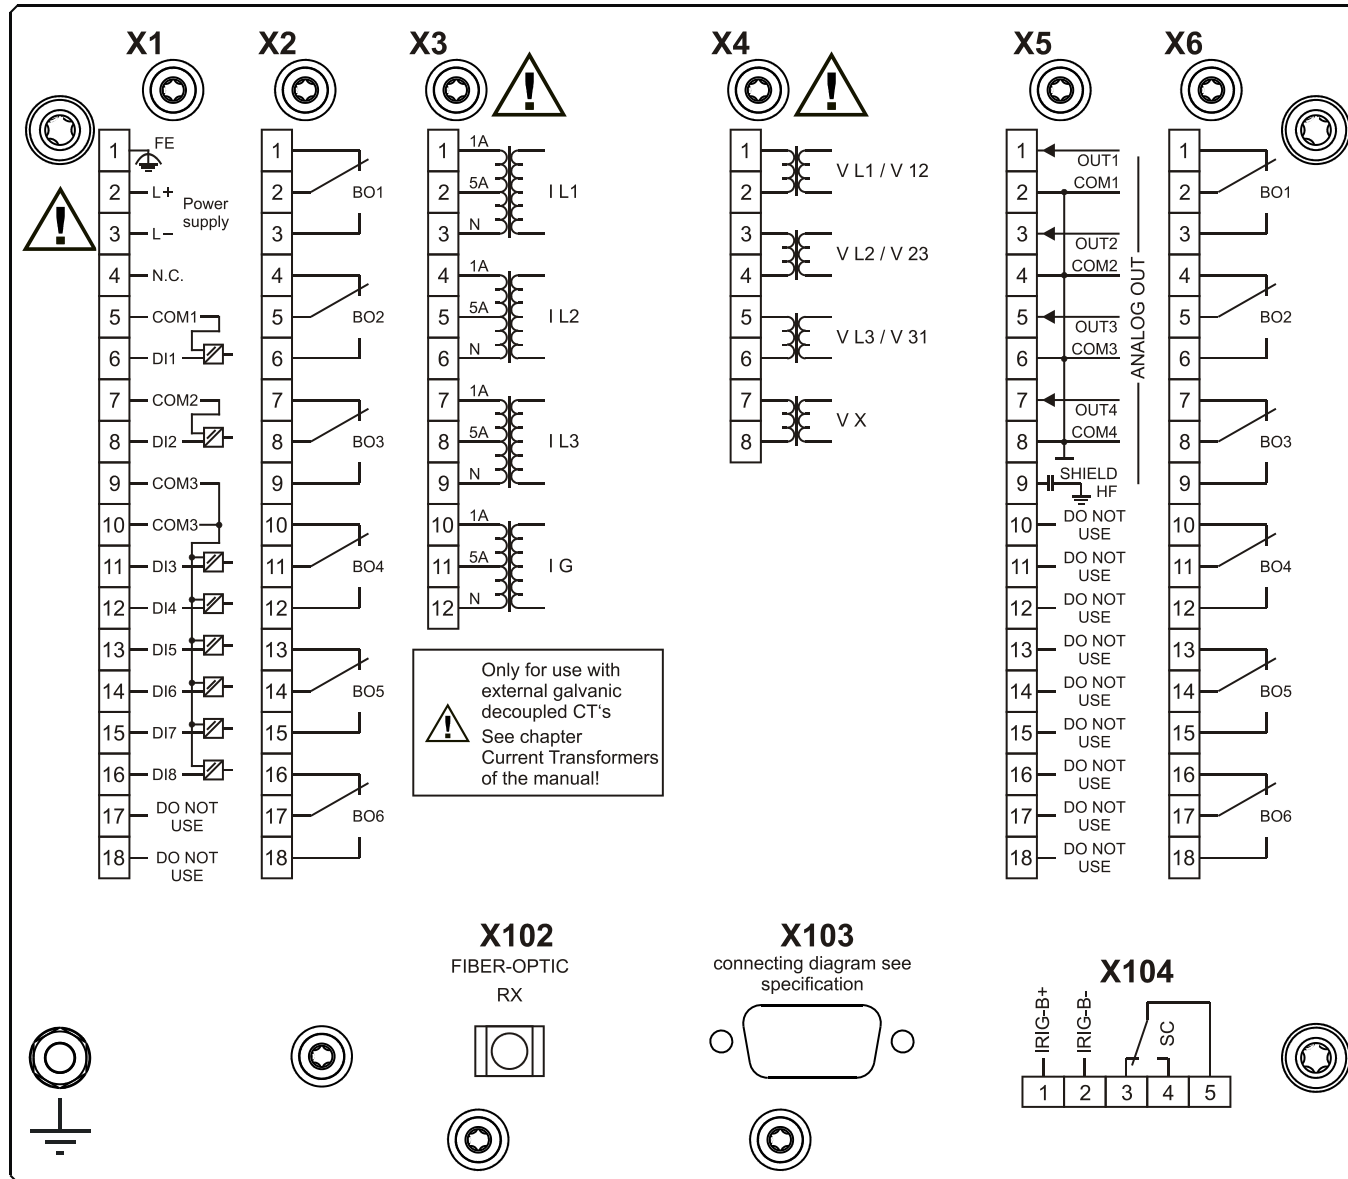 X1
X2
X3
X4
X5
X6
1 FE
2 L+
Power
supply
3 L–
4 N.C.
5 COM1
6 DI1
7 COM2
8 DI2
9 COM3
10 COM3
11 DI3
12 DI4
13 DI5
14 DI6
15 DI7
16 DI8
17 DO NOT
USE
18 DO NOT
USE
1
2 BO1
3
4
5 BO2
6
7
8 BO3
9
10
11 BO4
12
13
14 BO5
15
16
17 BO6
18
1 1A
2 5A I L1
3 N
4 1A
5 5A I L2
6 N
7 1A
8 5A I L3
9 N
10 1A
11 5A I G
12 N
Only for use with
external galvanic
decoupled CT‘s
See chapter
Current Transformers
of the manual!
1
V L1 / V 12
2
3
V L2 / V 23
4
5
V L3 / V 31
6
7
V X
8
1 OUT1
2 COM1
3 OUT2
4 COM2
5 OUT3
6 COM3
7 OUT4
8 COM4
ANALOG OUT
9 SHIELD
HF
10 DO NOT
USE
11 DO NOT
USE
12 DO NOT
USE
13 DO NOT
USE
14 DO NOT
USE
15 DO NOT
USE
16 DO NOT
USE
17 DO NOT
USE
18 DO NOT
USE
1
2 BO1
3
4
5 BO2
6
7
8 BO3
9
10
11 BO4
12
13
14 BO5
15
16
17 BO6
18
X102
FIBER-OPTIC
RX
X103
connecting diagram see
specification
X104
IRIG-B+
IRIG-B-
SC
1 2 3 4 5